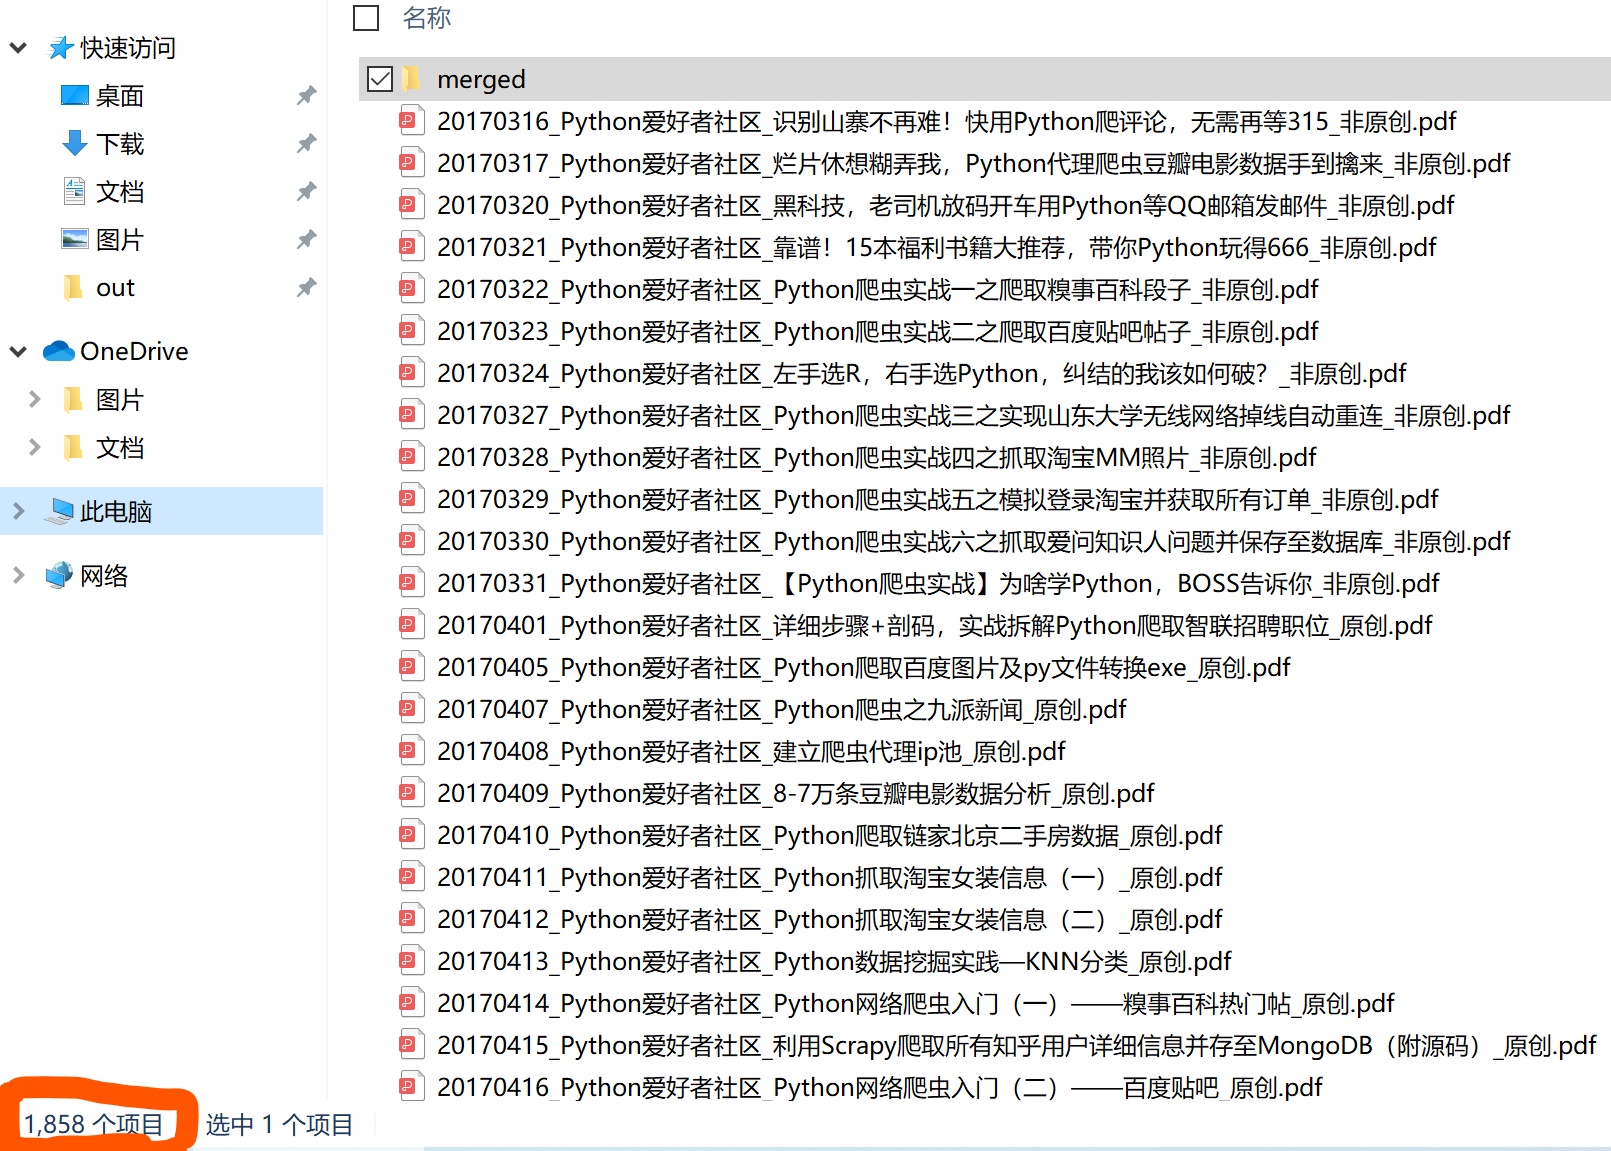 快速访问
桌面
下载
文档
图片
out
OneDrive
图片
文档
此电脑
网络
名称
merged
20170316_Python爱好者社区_识别山寨不再难！快用Python爬评论，无需再等315_非原创.pdf
20170317_Python爱好者社区_烂片休想糊弄我，Python代理爬虫豆瓣电影数据手到擒来_非原创.pdf
20170320_Python爱好者社区_黑科技，老司机放码开车用Python等QQ邮箱发邮件_非原创.pdf
20170321_Python爱好者社区_靠谱！15本福利书籍大推荐，带你Python玩得666_非原创.pdf
20170322_Python爱好者社区_Python爬虫实战一之爬取糗事百科段子_非原创.pdf
20170323_Python爱好者社区_Python爬虫实战二之爬取百度贴吧帖子_非原创.pdf
20170324_Python爱好者社区_左手选R，右手选Python，纠结的我该如何破？_非原创.pdf
20170327_Python爱好者社区_Python爬虫实战三之实现山东大学无线网络掉线自动重连_非原创.pdf
20170328_Python爱好者社区_Python爬虫实战四之抓取淘宝MM照片_非原创.pdf
20170329_Python爱好者社区_Python爬虫实战五之模拟登录淘宝并获取所有订单_非原创.pdf
20170330_Python爱好者社区_Python爬虫实战六之抓取爱问知识人问题并保存至数据库_非原创.pdf
20170331_Python爱好者社区_【Python爬虫实战】为啥学Python，BOSS告诉你_非原创.pdf
20170401_Python爱好者社区_详细步骤+剖码，实战拆解Python爬取智联招聘职位_原创.pdf
20170405_Python爱好者社区_Python爬取百度图片及py文件转换exe_原创.pdf
20170407_Python爱好者社区_Python爬虫之九派新闻_原创.pdf
20170408_Python爱好者社区_建立爬虫代理ip池_原创.pdf
20170409_Python爱好者社区_8-7万条豆瓣电影数据分析_原创.pdf
20170410_Python爱好者社区_Python爬取链家北京二手房数据_原创.pdf
20170411_Python爱好者社区_Python抓取淘宝女装信息（一）_原创.pdf
20170412_Python爱好者社区_Python抓取淘宝女装信息（二）_原创.pdf
20170413_Python爱好者社区_Python数据挖掘实践—KNN分类_原创.pdf
20170414_Python爱好者社区_Python网络爬虫入门（一）——糗事百科热门帖_原创.pdf
20170415_Python爱好者社区_利用Scrapy爬取所有知乎用户详细信息并存至MongoDB（附源码）_原创.pdf
20170416_Python爱好者社区_Python网络爬虫入门（二）——百度贴吧_原创.pdf
1,858 个项目 选中 1 个项目